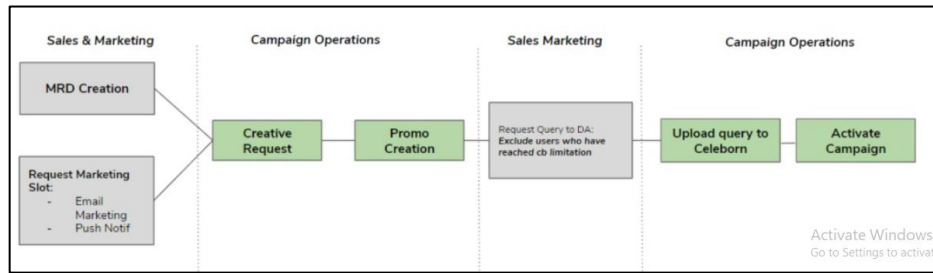 Sales & Marketing
Campaign Operations
Sales Marketing
Campaign Operations
MRD Creation
Request Marketing
Slot:
- Email
Marketing
- Push Notif
Creative
Request
Promo
Creation
Request Query to DA:
Exclude users who have
reached cb limitation
Upload query to
Celeborn
Activate
Campaign
Activate Windows
Go to Settings to activat